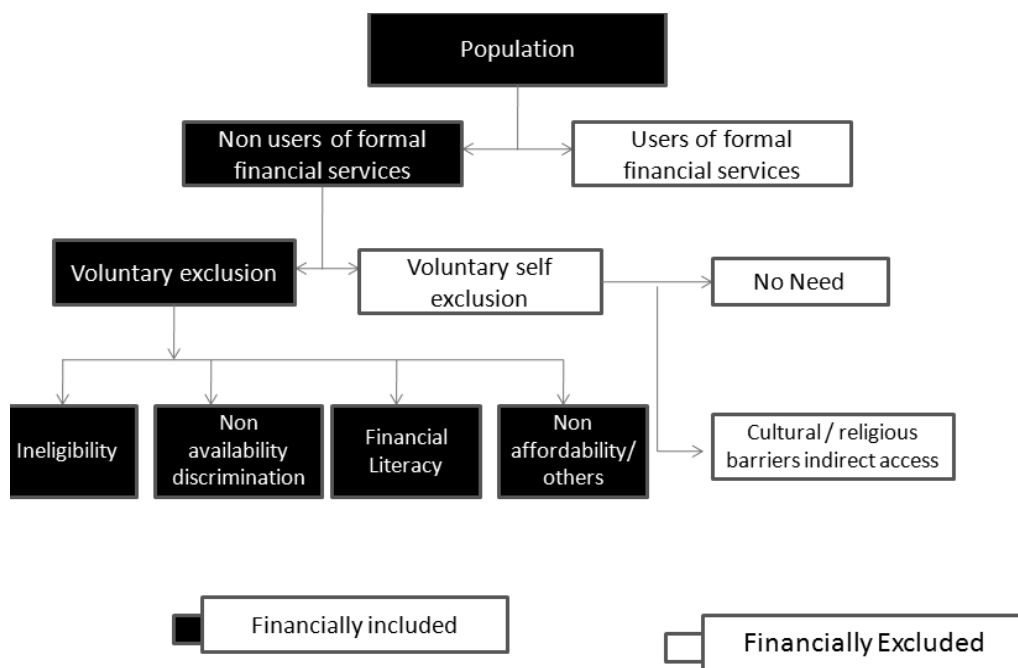 Population
Non users of formal
financial services
Users of formal
financial services
Voluntary exclusion
Voluntary self
exclusion
No Need
Ineligibility
Non
availability
discrimination
Financial
Literacy
Non
affordability/
others
Cultural / religious
barriers indirect access
Financially included
Financially Excluded